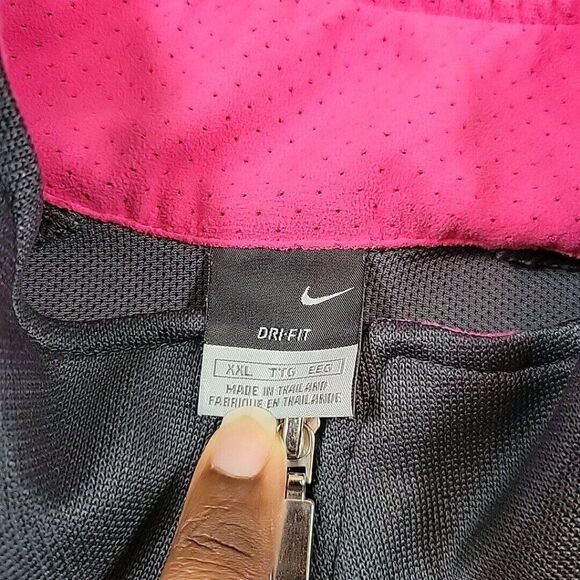 DRI-FIT
XXL TTG EEG
MADE IN THAILAND
FABRIQUE EN THAILANDE